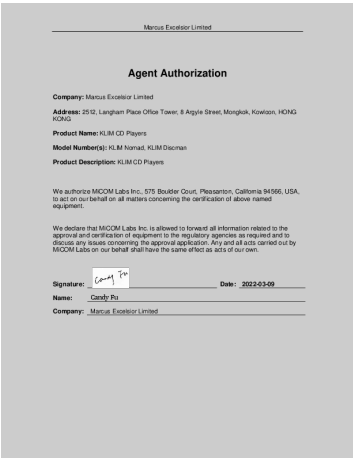 Marcus Excelsior Limited
Agent Authorization
Company: Marcus Excelsior Limited
Address: 2512, Langham Place Office Tower, 8 Argyle Street, Mongkok, Kowloon, HONG
KONG
Product Name: KLIM CD Players
Model Number(s): KLIM Nomad, KLIM Discman
Product Description: KLIM CD Players
We authorize MiCOM Labs Inc., 575 Boulder Court, Pleasanton, California 94566, USA,
to act on our behalf on all matters concerning the certification of above named
equipment.
We declare that MiCOM Labs Inc. is allowed to forward all information related to the
approval and certification of equipment to the regulatory agencies as required and to
discuss any issues concerning the approval application. Any and all acts carried out by
MiCOM Labs on our behalf shall have the same effect as acts of our own.
Signature: Candy Fu Date: 2022-03-09
Name: Candy Fu
Company: Marcus Excelsior Limited